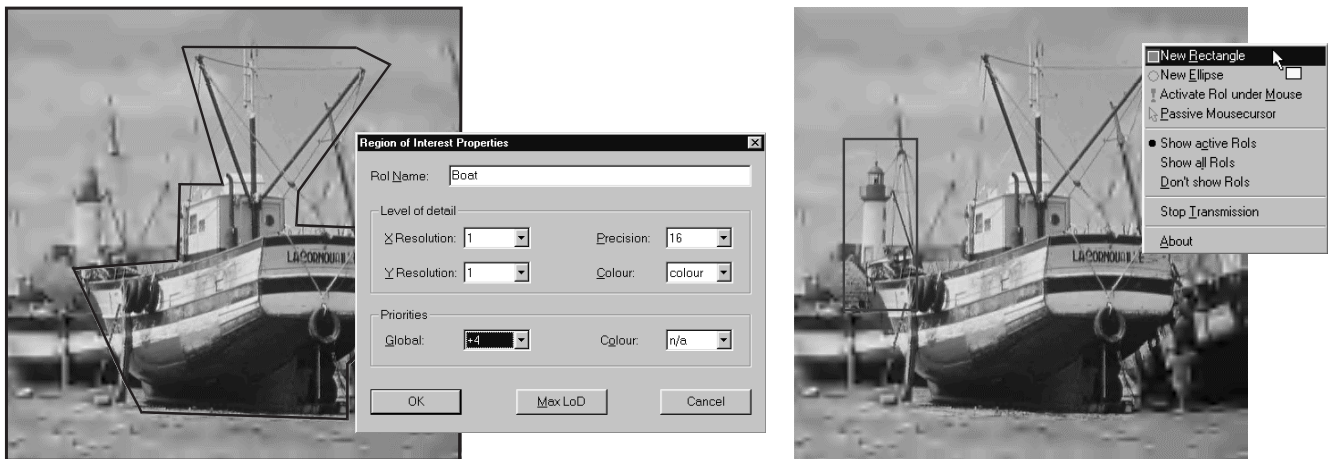 Region of Interest Properties
RoI Name: Boat
Level of detail
X Resolution: 1 Precision: 16
Y Resolution: 1 Colour: colour
Priorities
Global: +4 Colour: n/a
OK Max LoD Cancel
New Rectangle
New Ellipse
Activate RoI under Mouse
Passive Mousecursor
Show active RoIs
Show all RoIs
Don't show RoIs
Stop Transmission
About